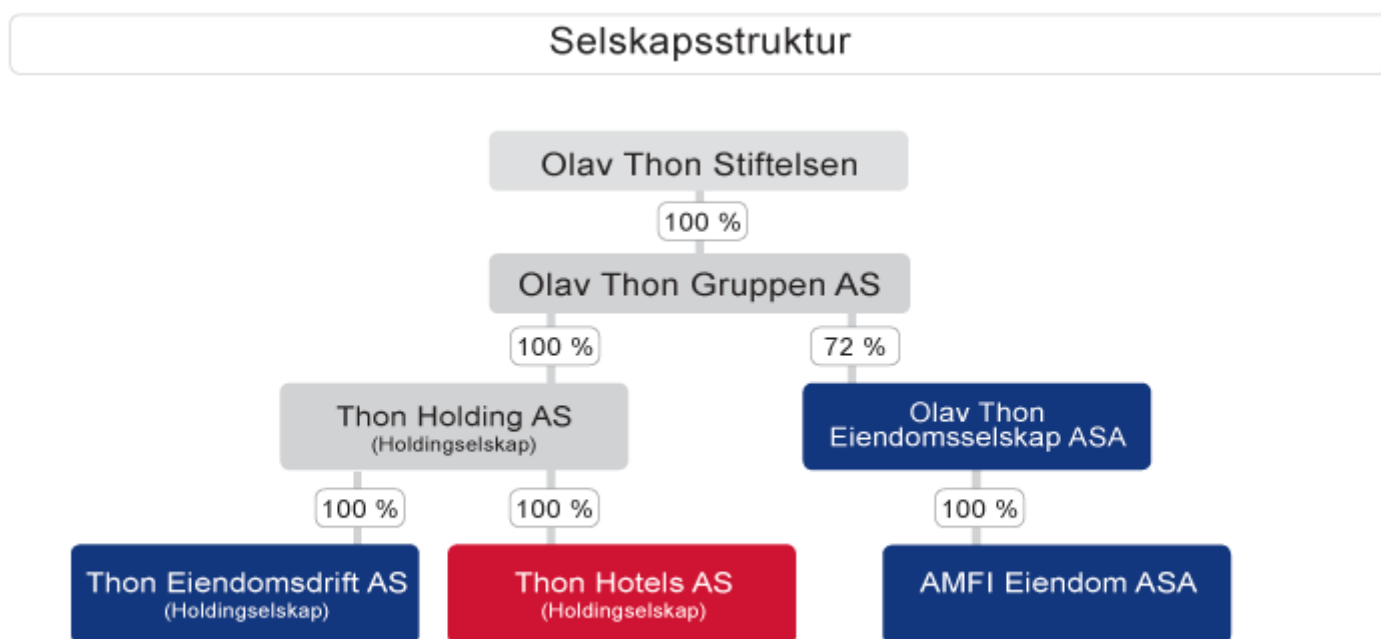 Selskapsstruktur
Olav Thon Stiftelsen
100 %
Olav Thon Gruppen AS
100 %
72 %
Thon Holding AS
(Holdingselskap)
Olav Thon
Eiendomsselskap ASA
100 %
100 %
100 %
Thon Eiendomsdrift AS
(Holdingselskap)
Thon Hotels AS
(Holdingselskap)
AMFI Eiendom ASA